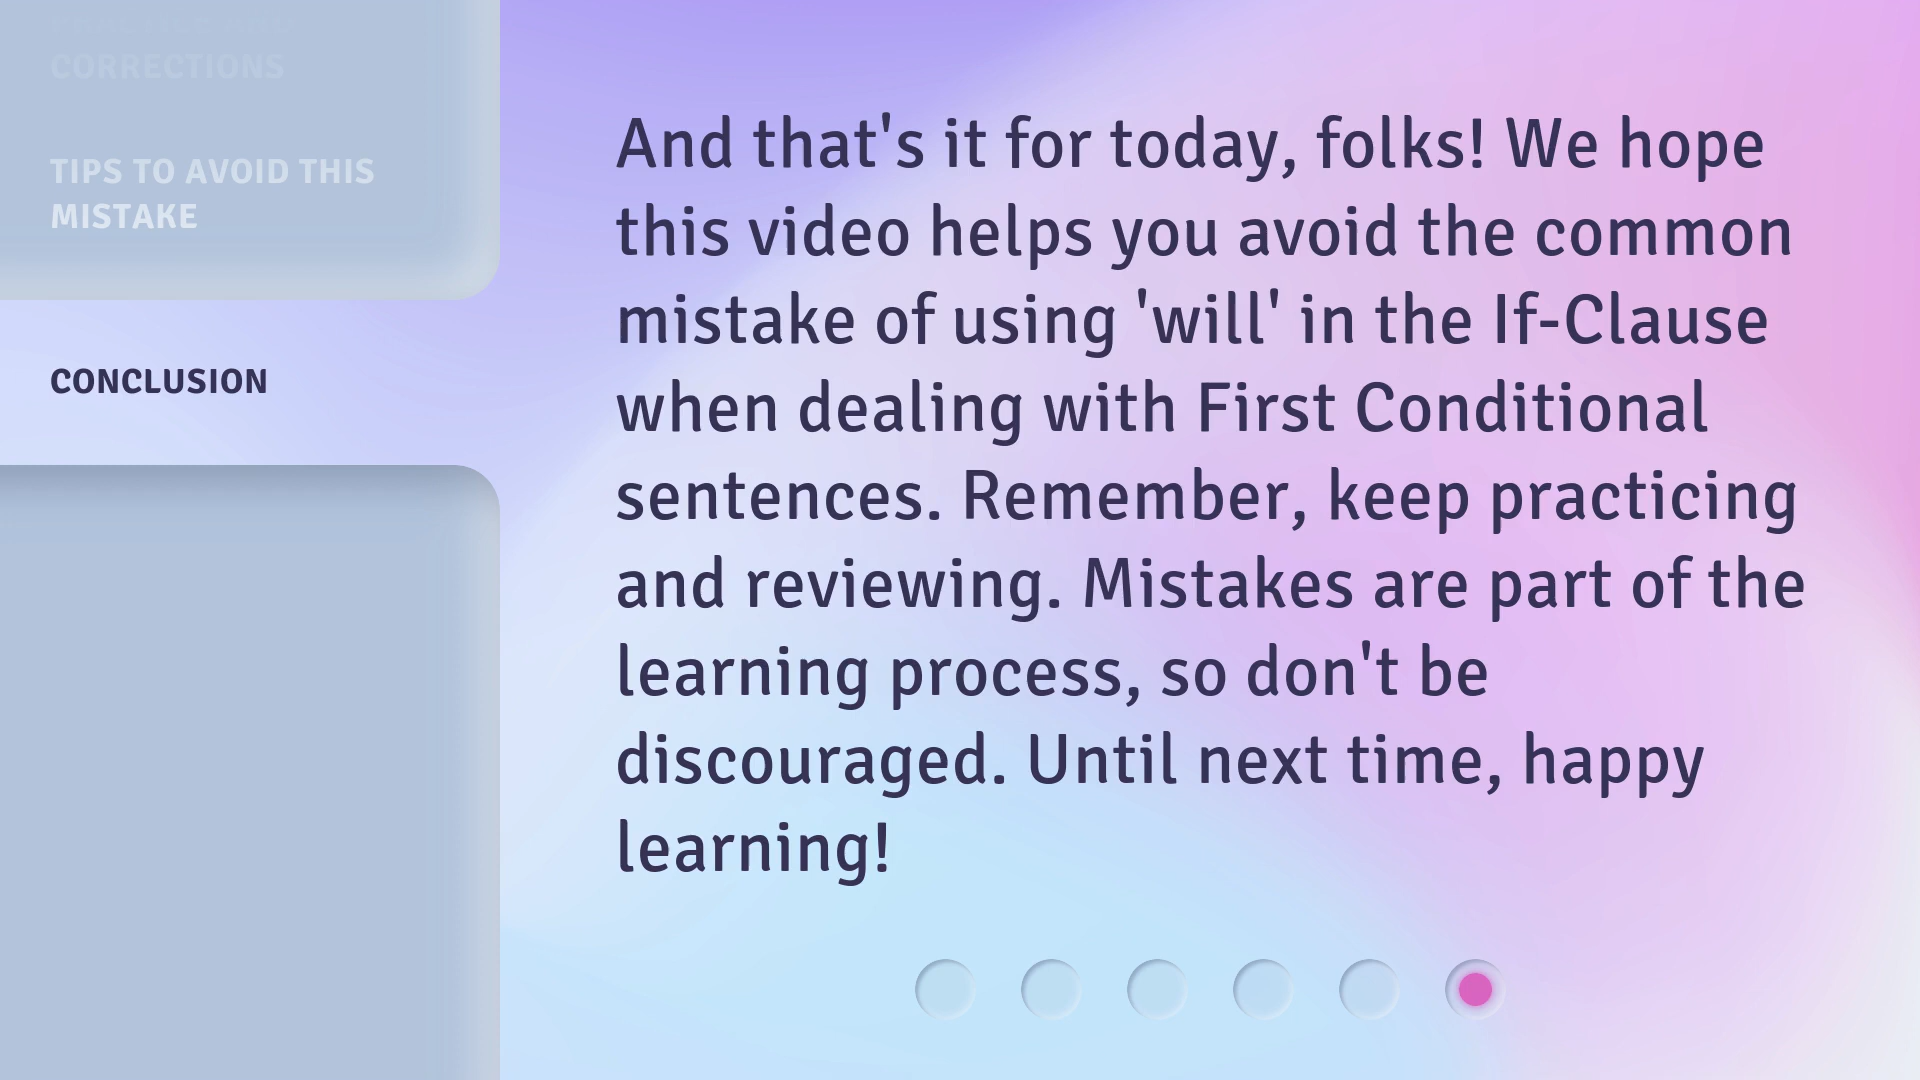 CORRECTIONS
TIPS TO AVOID THIS
MISTAKE
CONCLUSION
And that's it for today, folks! We hope
this video helps you avoid the common
mistake of using 'will' in the If-Clause
when dealing with First Conditional
sentences. Remember, keep practicing
and reviewing. Mistakes are part of the
learning process, so don't be
discouraged. Until next time, happy
learning!